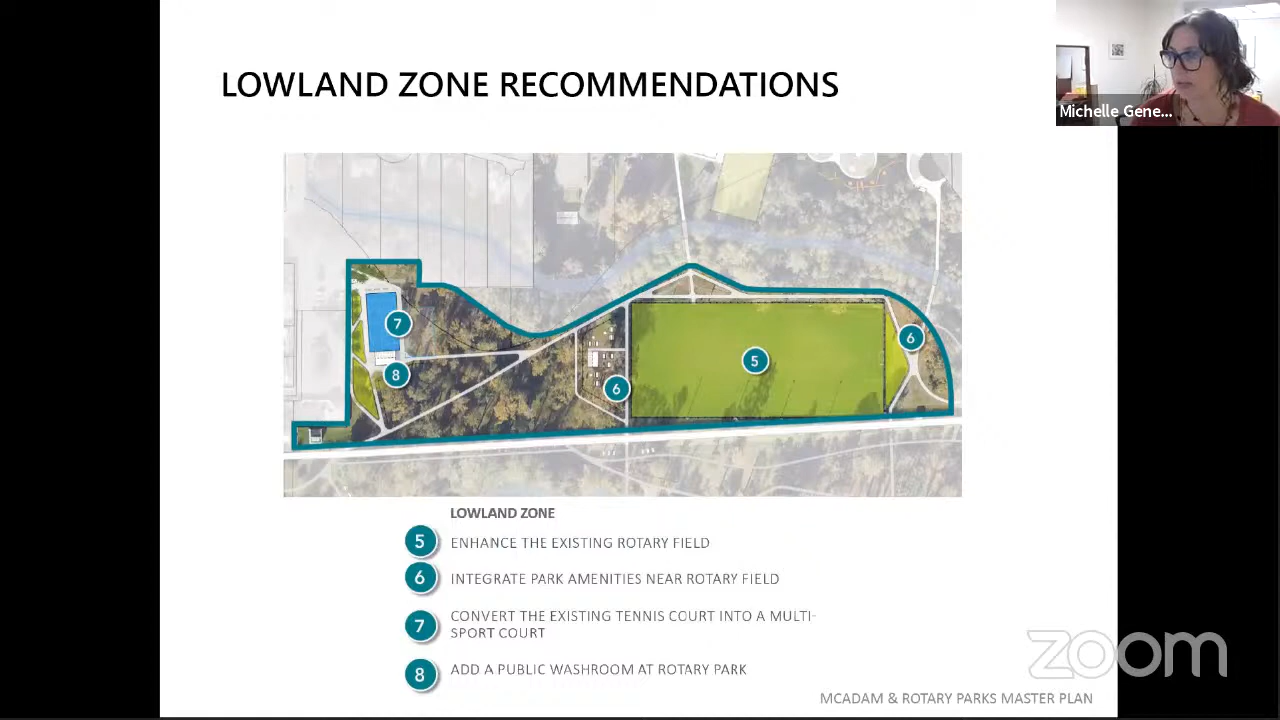 LOWLAND ZONE RECOMMENDATIONS
Michelle Gene...
7
8
6
5
6
LOWLAND ZONE
5 ENHANCE THE EXISTING ROTARY FIELD
6 INTEGRATE PARK AMENITIES NEAR ROTARY FIELD
7 CONVERT THE EXISTING TENNIS COURT INTO A MULTI-
SPORT COURT
8 ADD A PUBLIC WASHROOM AT ROTARY PARK
zoom
MCADAM & ROTARY PARKS MASTER PLAN